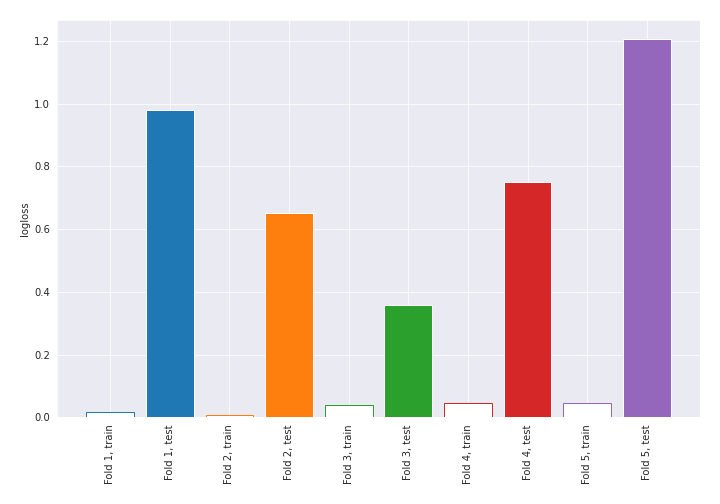 1.2
1.0
0.8
0.6
0.4
0.2
0.0
logloss
Fold 1, train
Fold 1, test
Fold 2, train
Fold 2, test
Fold 3, train
Fold 3, test
Fold 4, train
Fold 4, test
Fold 5, train
Fold 5, test